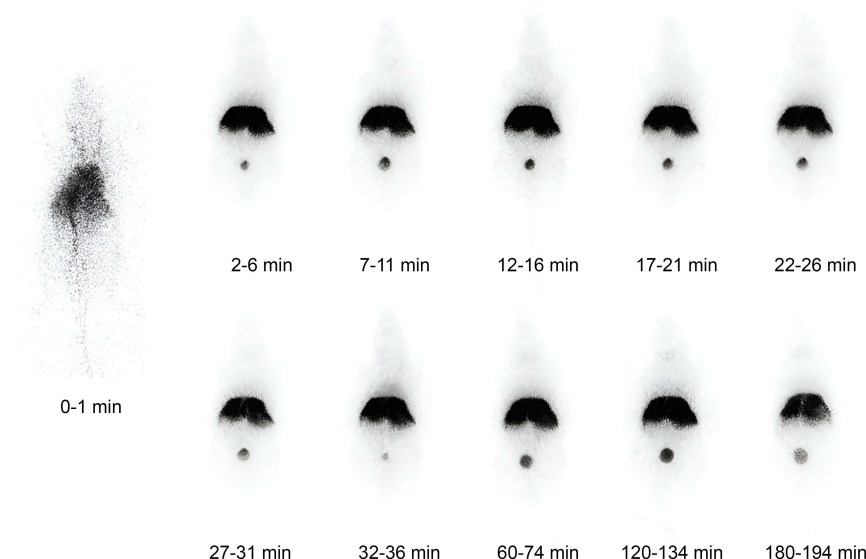 2-6 min
7-11 min
12-16 min
17-21 min
22-26 min
0-1 min
27-31 min
32-36 min
60-74 min
120-134 min
180-194 min